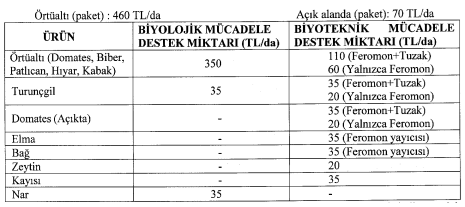 Örtüaltı (paket) : 460 TL/da Açık alanda (paket): 70 TL/da
ÜRÜN BİYOLOJİK MÜCADELE DESTEK MİKTARI (TL/da) BİYOTEKNİK MÜCADELE DESTEK MİKTARI (TL/da)
Örtüaltı (Domates, Biber, Patlıcan, Hıyar, Kabak) 350 110 (Feromon+Tuzak)
60 (Yalnızca Feromon)
Turunçgil 35 35 (Feromon+Tuzak)
20 (Yalnızca Feromon)
Domates (Açıkta) - 35 (Feromon+Tuzak)
20 (Yalnızca Feromon)
Elma - 35 (Feromon yayıcısı)
Bağ - 35 (Feromon yayıcısı)
Zeytin - 20
Kayısı - 35
Nar 35 -